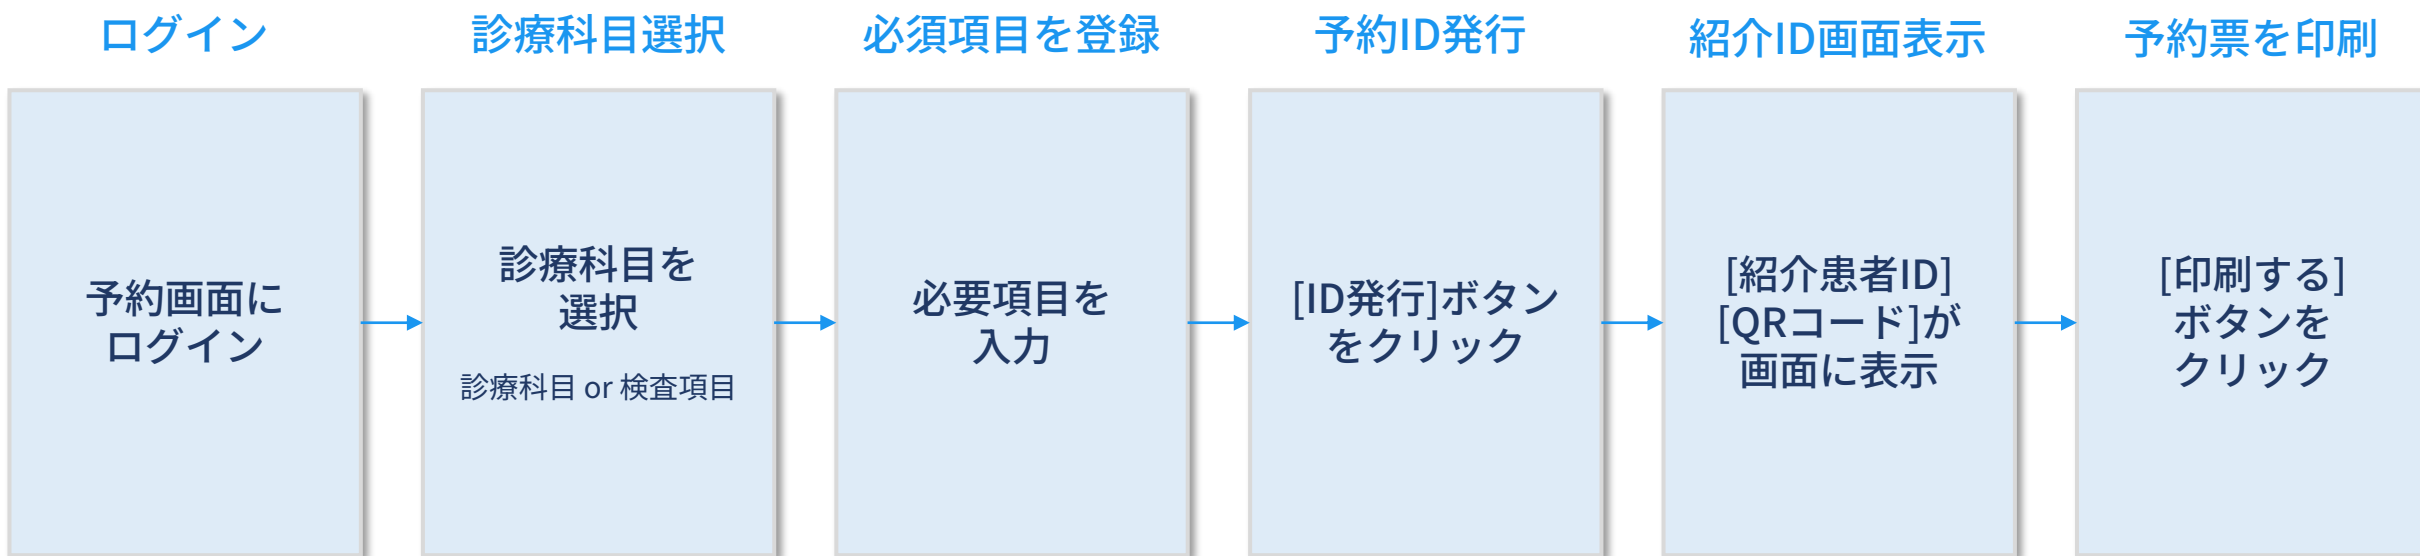 ログイン
予約画面に
ログイン
診療科目選択
診療科目を
選択
診療科目 or 検査項目
必須項目を登録
必要項目を
入力
予約ID発行
[ID発行]ボタン
をクリック
紹介ID画面表示
[紹介患者ID]
[QRコード]が
画面に表示
予約票を印刷
[印刷する]
ボタンを
クリック